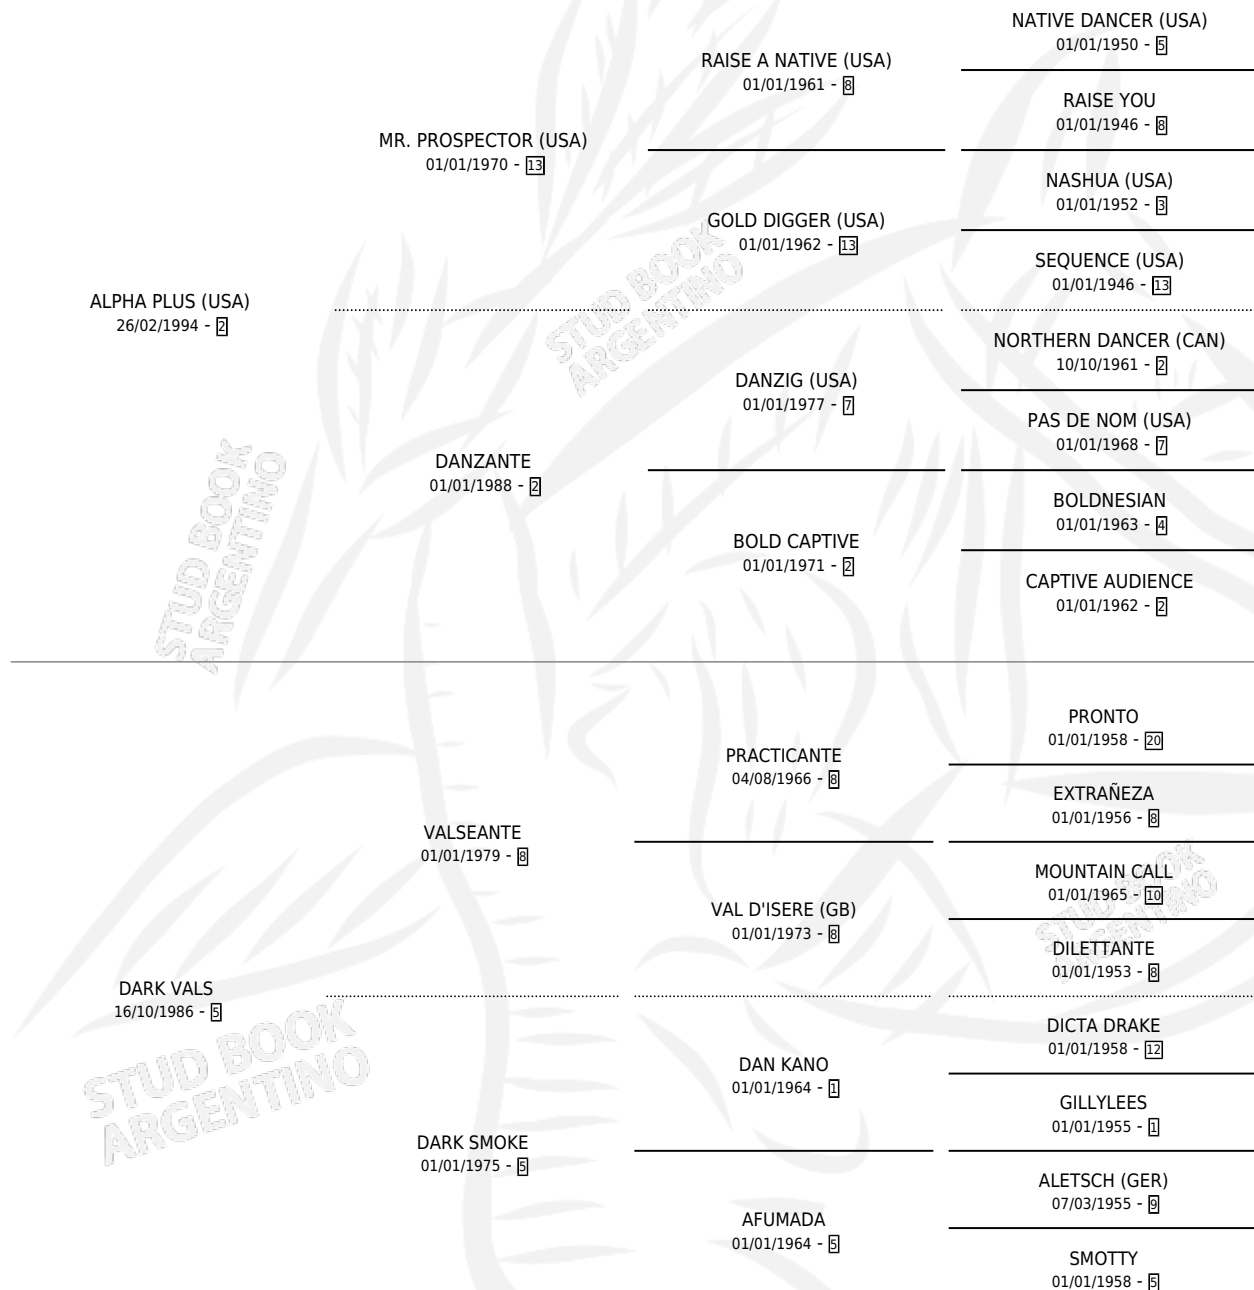 NATIVE DANCER (USA)
01/01/1950 - 5
RAISE A NATIVE (USA)
01/01/1961 - 8
RAISE YOU
01/01/1946 - 8
MR. PROSPECTOR (USA)
01/01/1970 - 13
NASHUA (USA)
01/01/1952 - 3
GOLD DIGGER (USA)
01/01/1962 - 13
SEQUENCE (USA)
01/01/1946 - 13
ALPHA PLUS (USA)
26/02/1994 - 2
NORTHERN DANCER (CAN)
10/10/1961 - 2
DANZIG (USA)
01/01/1977 - 7
PAS DE NOM (USA)
01/01/1968 - 7
DANZANTE
01/01/1988 - 2
BOLDNESIAN
01/01/1963 - 4
BOLD CAPTIVE
01/01/1971 - 2
CAPTIVE AUDIENCE
01/01/1962 - 2
PRONTO
01/01/1958 - 20
PRACTICANTE
04/08/1966 - 8
EXTRAÑEZA
01/01/1956 - 8
VALSEANTE
01/01/1979 - 8
MOUNTAIN CALL
01/01/1965 - 10
VAL D'ISERE (GB)
01/01/1973 - 8
DILETTANTE
01/01/1953 - 8
DARK VALS
16/10/1986 - 5
DICTA DRAKE
01/01/1958 - 12
DAN KANO
01/01/1964 - 1
GILLYLEES
01/01/1955 - 1
DARK SMOKE
01/01/1975 - 5
ALETSCH (GER)
07/03/1955 - 9
AFUMADA
01/01/1964 - 5
SMOTTY
01/01/1958 - 5
STUD BOOK
ARGENTINO
STUD BOOK
ARGENTINO
STUD BOOK
ARGENTINO
STUD BOOK
ARGENTINO